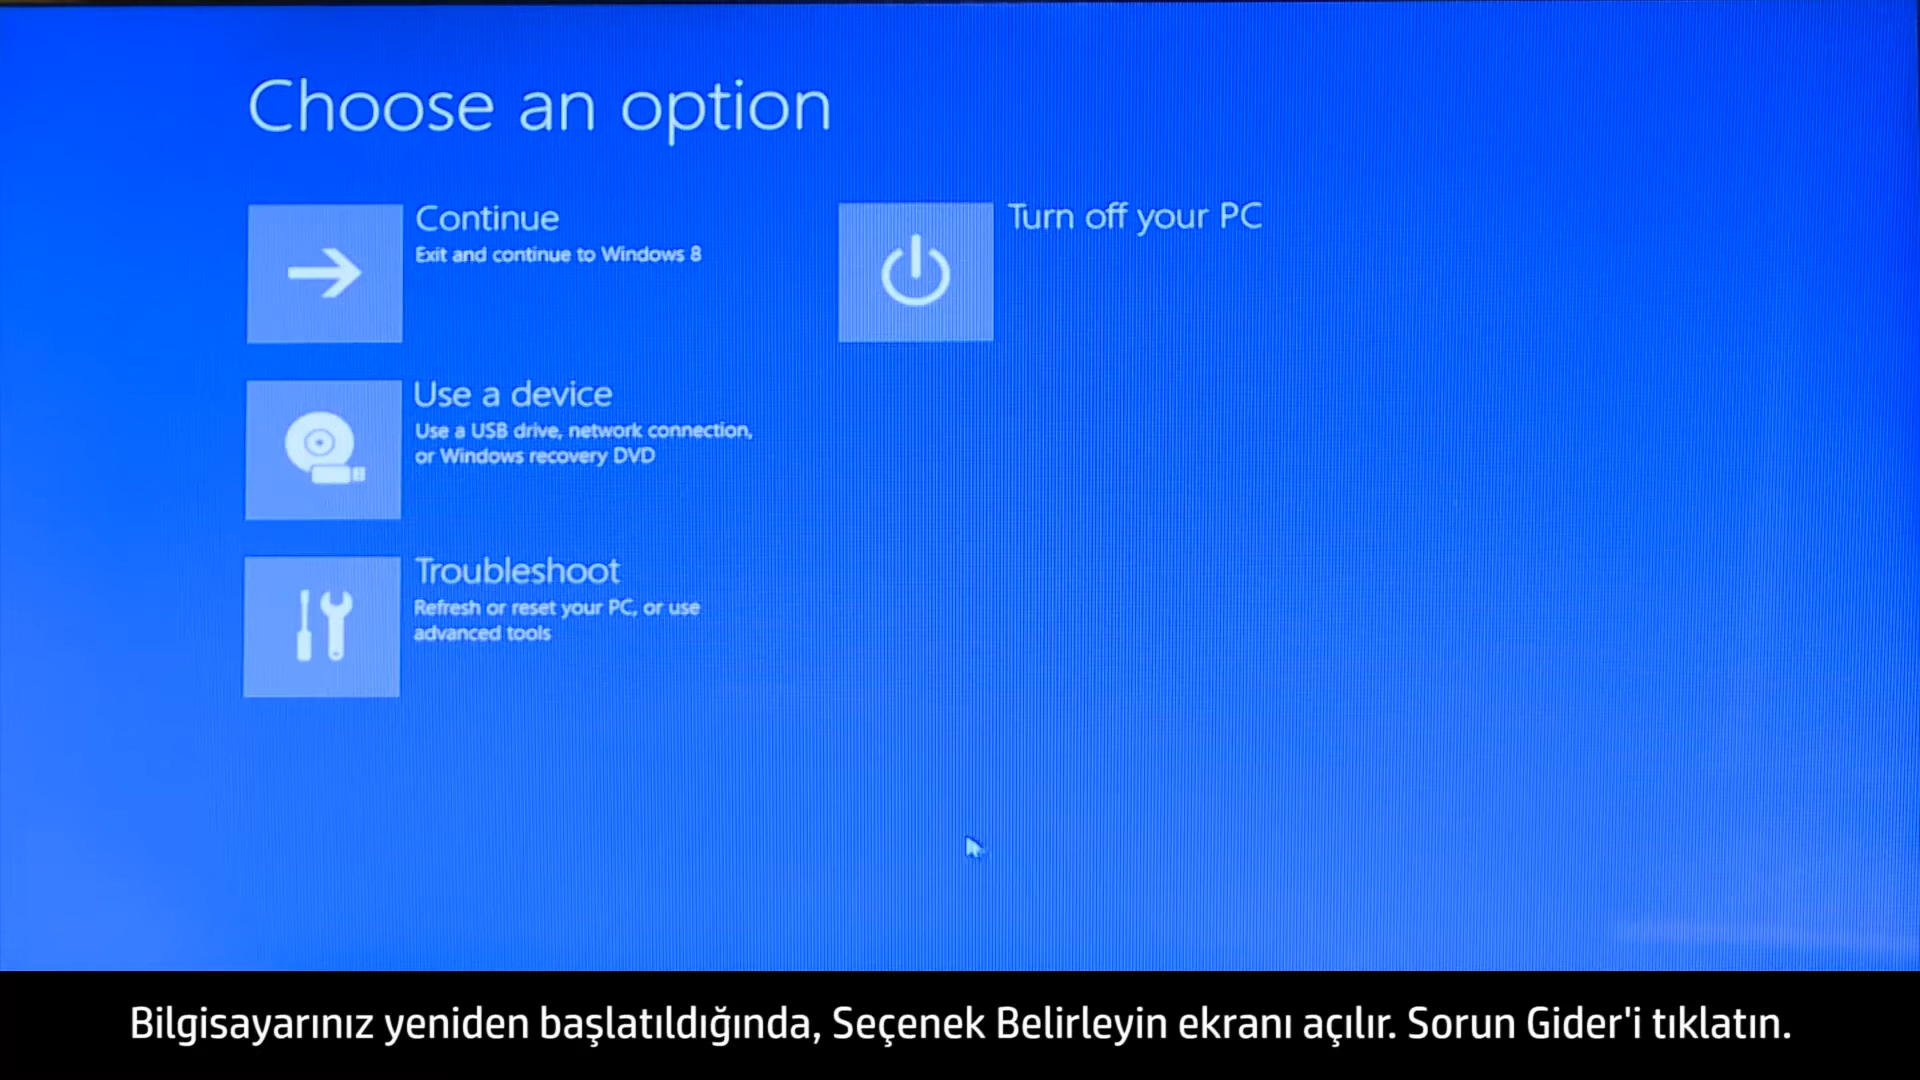 Choose an option
Continue
Exit and continue to Windows 8
Turn off your PC
Use a device
Use a USB drive, network connection,
or Windows recovery DVD
Troubleshoot
Refresh or reset your PC, or use
advanced tools
Bilgisayarınız yeniden başlatıldığında, Seçenek Belirleyin ekranı açılır. Sorun Gider'i tıklatın.